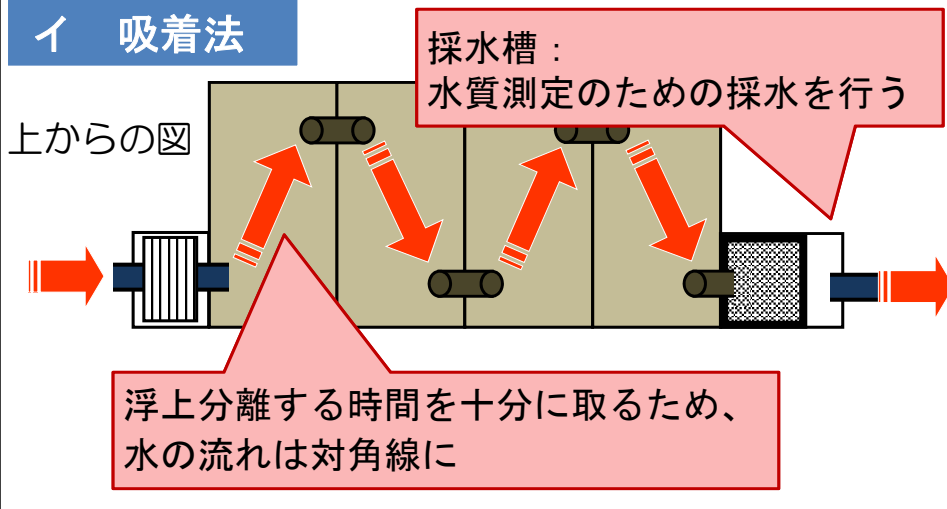 イ　吸着法
採水槽：
水質測定のための採水を行う
上からの図
浮上分離する時間を十分に取るため、
水の流れは対角線に